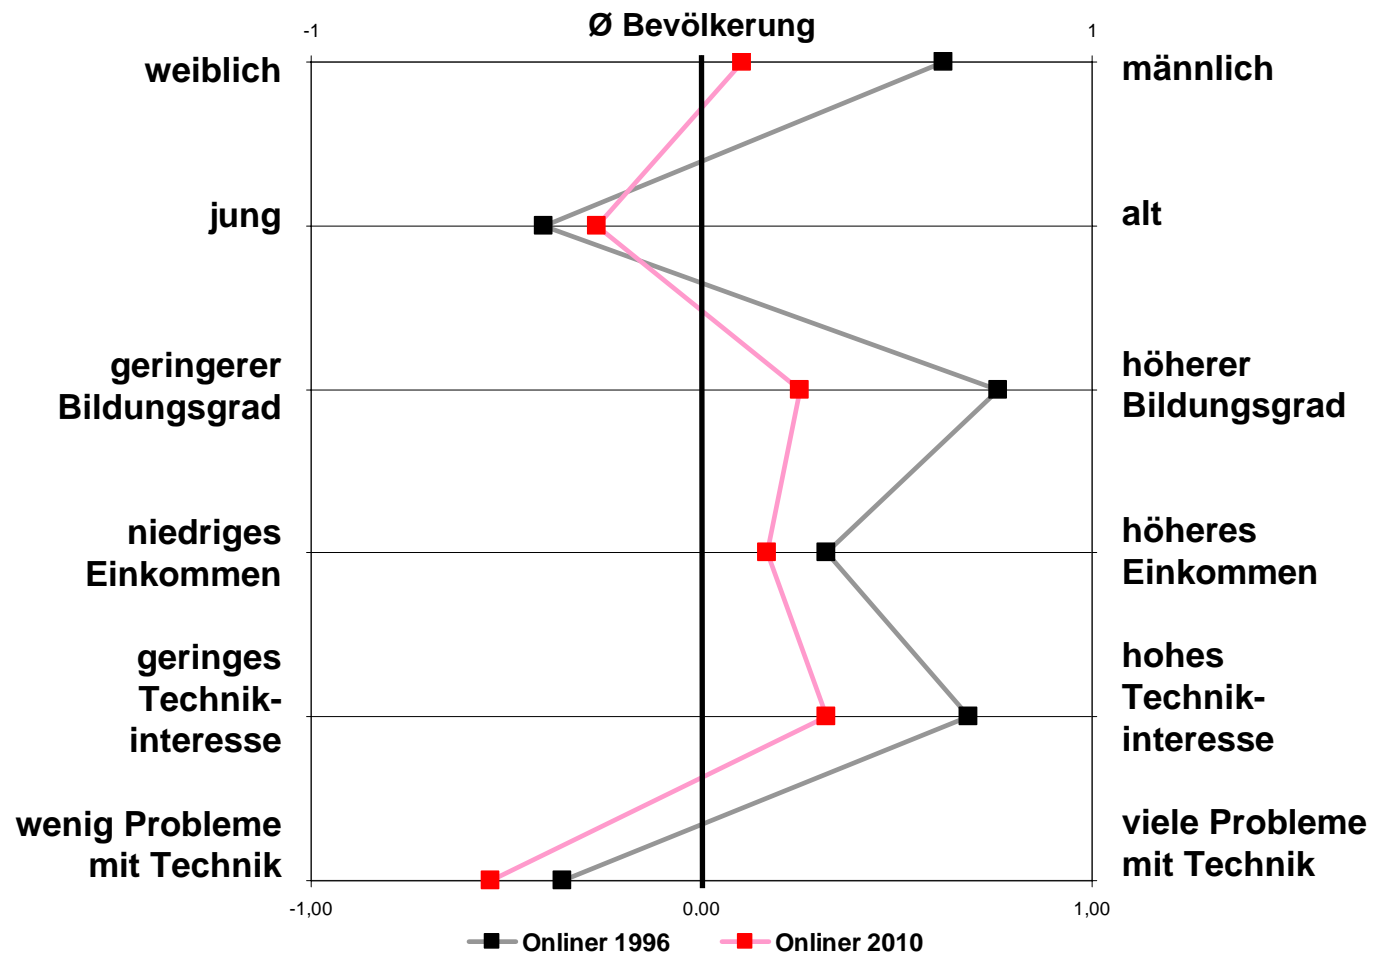 Ø Bevölkerung
-1
1
weiblich
männlich
jung
alt
geringerer
Bildungsgrad
höherer
Bildungsgrad
niedriges
Einkommen
höheres
Einkommen
geringes
Technik-
interesse
hohes
Technik-
interesse
wenig Probleme
mit Technik
viele Probleme
mit Technik
-1,00
0.00
1,00
Onliner 1996
Onliner 2010